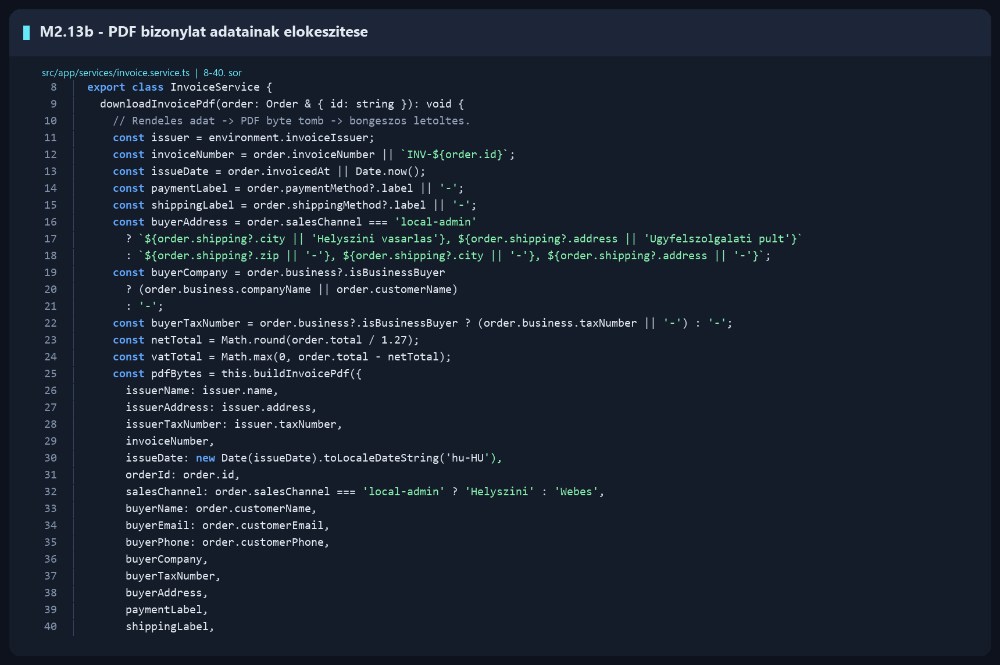 M2.13b - PDF bizonylat adatainak elokeszitese
src/app/services/invoice.service.ts | 8-40. sor
8 export class InvoiceService {
9 downloadInvoicePdf(order: Order & { id: string }): void {
10 // Rendeles adat -> PDF byte tomb -> bongeszos letoltes.
11 const issuer = environment.invoiceIssuer;
12 const invoiceNumber = order.invoiceNumber || `INV-${order.id}`;
13 const issueDate = order.invoicedAt || Date.now();
14 const paymentLabel = order.paymentMethod?.label || '-';
15 const shippingLabel = order.shippingMethod?.label || '-';
16 const buyerAddress = order.salesChannel === 'local-admin'
17 ? `${order.shipping?.city || 'Helyszini vasarlas'}, ${order.shipping?.address || 'Ugyfelszolgalati pult'}`
18 : `${order.shipping?.zip || '-'}, ${order.shipping?.city || '-'}, ${order.shipping?.address || '-'}`;
19 const buyerCompany = order.business?.isBusinessBuyer
20 ? (order.business.companyName || order.customerName)
21 : '-';
22 const buyerTaxNumber = order.business?.isBusinessBuyer ? (order.business.taxNumber || '-') : '-';
23 const netTotal = Math.round(order.total / 1.27);
24 const vatTotal = Math.max(0, order.total - netTotal);
25 const pdfBytes = this.buildInvoicePdf({
26 issuerName: issuer.name,
27 issuerAddress: issuer.address,
28 issuerTaxNumber: issuer.taxNumber,
29 invoiceNumber,
30 issueDate: new Date(issueDate).toLocaleDateString('hu-HU'),
31 orderId: order.id,
32 salesChannel: order.salesChannel === 'local-admin' ? 'Helyszini' : 'Webes',
33 buyerName: order.customerName,
34 buyerEmail: order.customerEmail,
35 buyerPhone: order.customerPhone,
36 buyerCompany,
37 buyerTaxNumber,
38 buyerAddress,
39 paymentLabel,
40 shippingLabel,